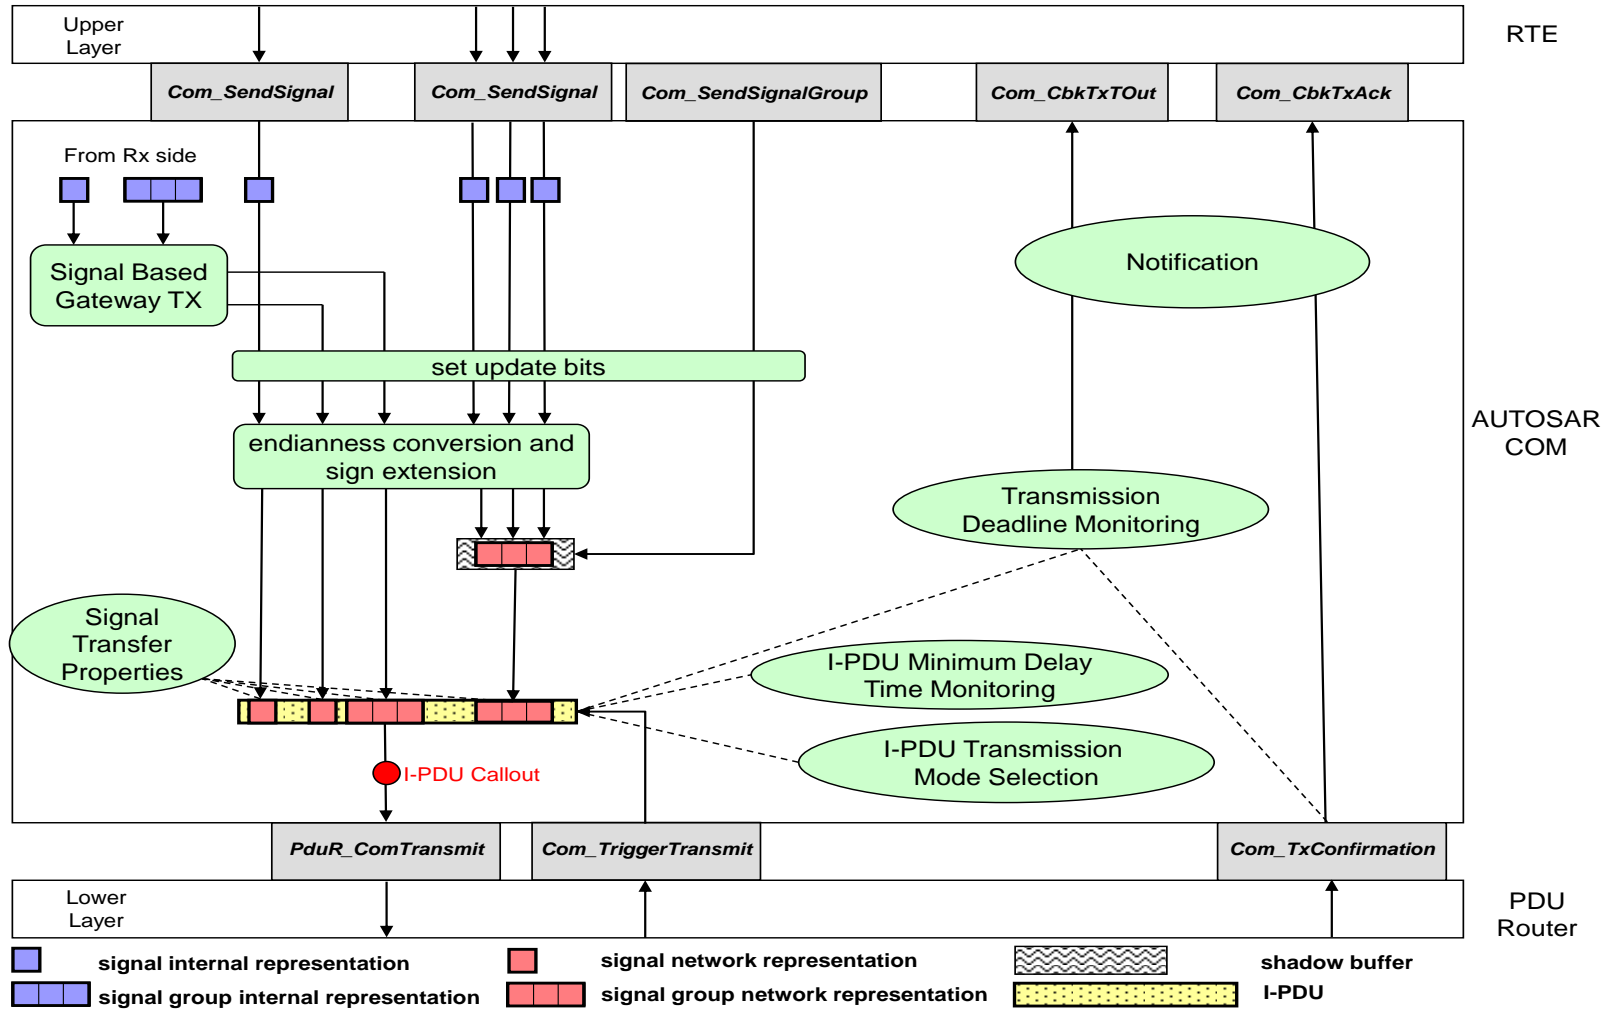 Upper
Layer
RTE
Com_SendSignal
Com_SendSignal
Com_SendSignalGroup
Com_CbkTxTOut
Com_CbkTxAck
From Rx side
Signal Based
Gateway TX
Notification
set update bits
endianness conversion and
sign extension
AUTOSAR
COM
Transmission
Deadline Monitoring
Signal
Transfer
Properties
I-PDU Minimum Delay
Time Monitoring
I-PDU Transmission
Mode Selection
I-PDU Callout
PduR_ComTransmit
Com_TriggerTransmit
Com_TxConfirmation
Lower
Layer
PDU
Router
signal internal representation
signal network representation
shadow buffer
signal group internal representation
signal group network representation
I-PDU